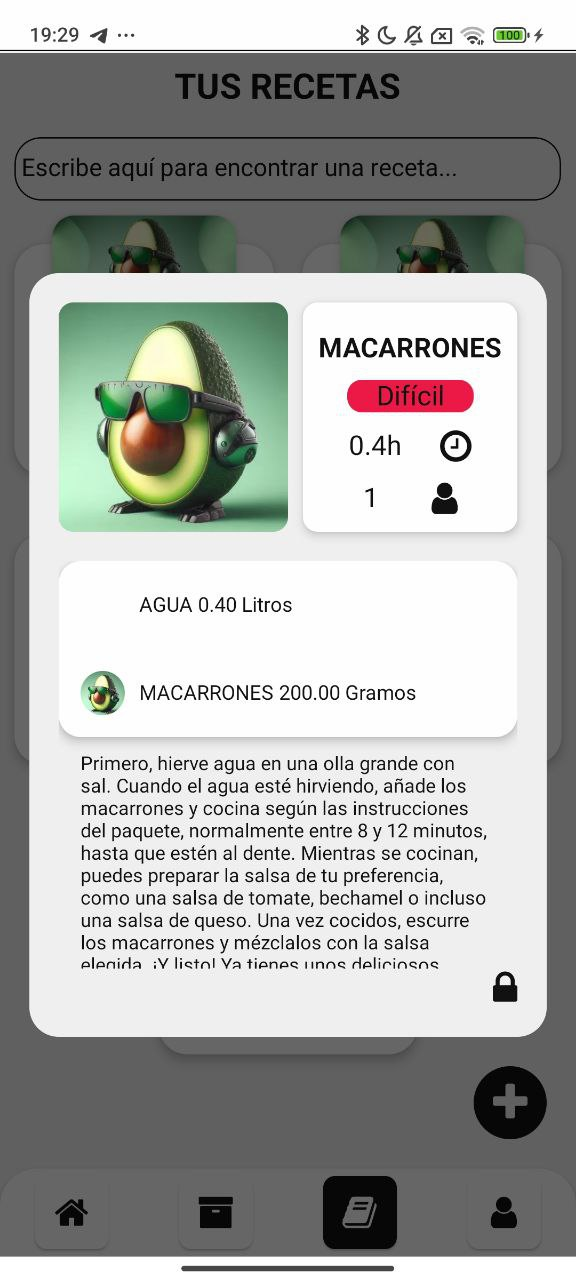 19:29
100
TUS RECETAS
Escribe aquí para encontrar una receta...
MACARRONES
Difícil
0.4h
1
AGUA 0.40 Litros
MACARRONES 200.00 Gramos
Primero, hierve agua en una olla grande con
sal. Cuando el agua esté hirviendo, añade los
macarrones y cocina según las instrucciones
del paquete, normalmente entre 8 y 12 minutos,
hasta que estén al dente. Mientras se cocinan,
puedes preparar la salsa de tu preferencia,
como una salsa de tomate, bechamel o incluso
una salsa de queso. Una vez cocidos, escurre
los macarrones y mézclalos con la salsa
elegida. ¡Y listo! Ya tienes unos deliciosos